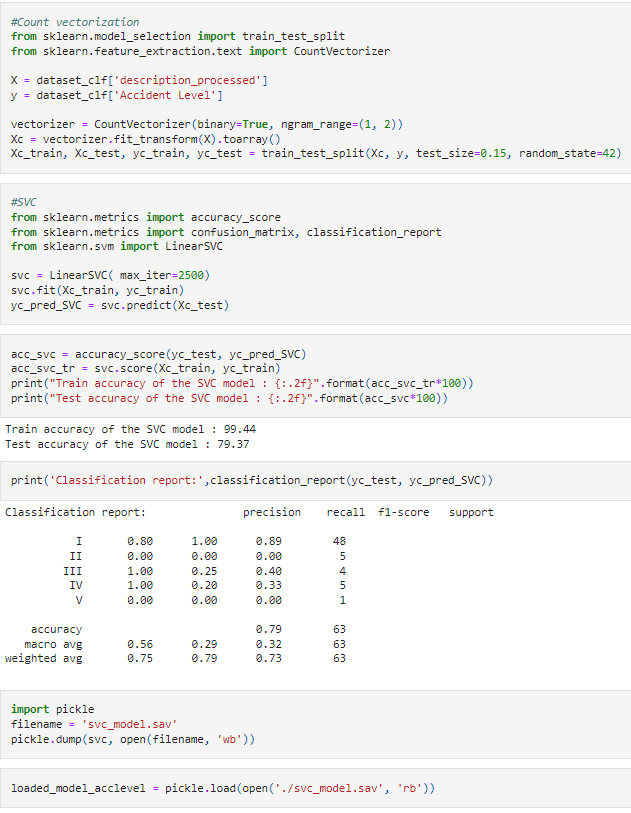 #Count vectorization
from sklearn.model_selection import train_test_split
from sklearn.feature_extraction.text import CountVectorizer
X = dataset_clf['description_processed']
y = dataset_clf['Accident Level']
vectorizer = CountVectorizer(binary=True, ngram_range=(1, 2))
Xc = vectorizer.fit_transform(X).toarray()
Xc_train, Xc_test, yc_train, yc_test = train_test_split(Xc, y, test_size=0.15, random_state=42)
#SVC
from sklearn.metrics import accuracy_score
from sklearn.metrics import confusion_matrix, classification_report
from sklearn.svm import LinearSVC
svc = LinearSVC( max_iter=2500)
svc.fit(Xc_train, yc_train)
yc_pred_SVC = svc.predict(Xc_test)
acc_svc = accuracy_score(yc_test, yc_pred_SVC)
acc_svc_tr = svc.score(Xc_train, yc_train)
print("Train accuracy of the SVC model : {:.2f}".format(acc_svc_tr*100))
print("Test accuracy of the SVC model : {:.2f}".format(acc_svc*100))
Train accuracy of the SVC model : 99.44
Test accuracy of the SVC model : 79.37
print('Classification report:',classification_report(yc_test, yc_pred_SVC))
Classification report: precision recall f1-score support
I 0.80 1.00 0.89 48
II 0.00 0.00 0.00 5
III 1.00 0.25 0.40 4
IV 1.00 0.20 0.33 5
V 0.00 0.00 0.00 1
accuracy 0.79 63
macro avg 0.56 0.29 0.32 63
weighted avg 0.75 0.79 0.73 63
import pickle
filename = 'svc_model.sav'
pickle.dump(svc, open(filename, 'wb'))
loaded_model_acclevel = pickle.load(open('./svc_model.sav', 'rb'))